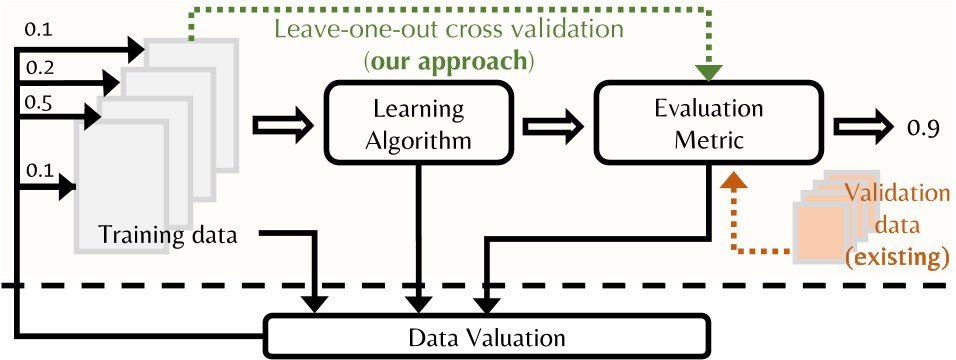 0.1
0.2
0.5
0.1
Leave-one-out cross validation
(our approach)
Learning
Algorithm
Evaluation
Metric
0.9
Training data
Validation
data
(existing)
Data Valuation